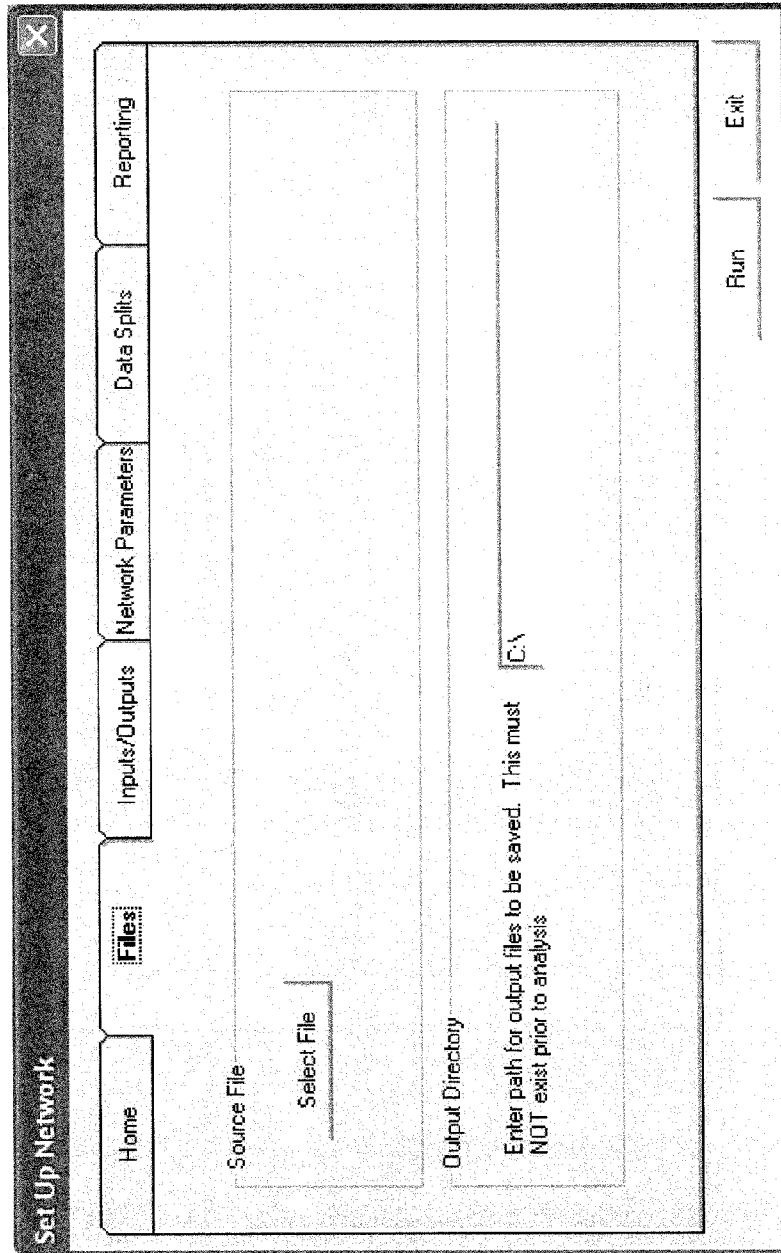 Set Up Network
Home
Files
Inputs/Outputs
Network Parameters
Data Splits
Reporting
Source File
Select File
Output Directory
Enter path for output files to be saved. This must
NOT exist prior to analysis
C:\
Run
Exit